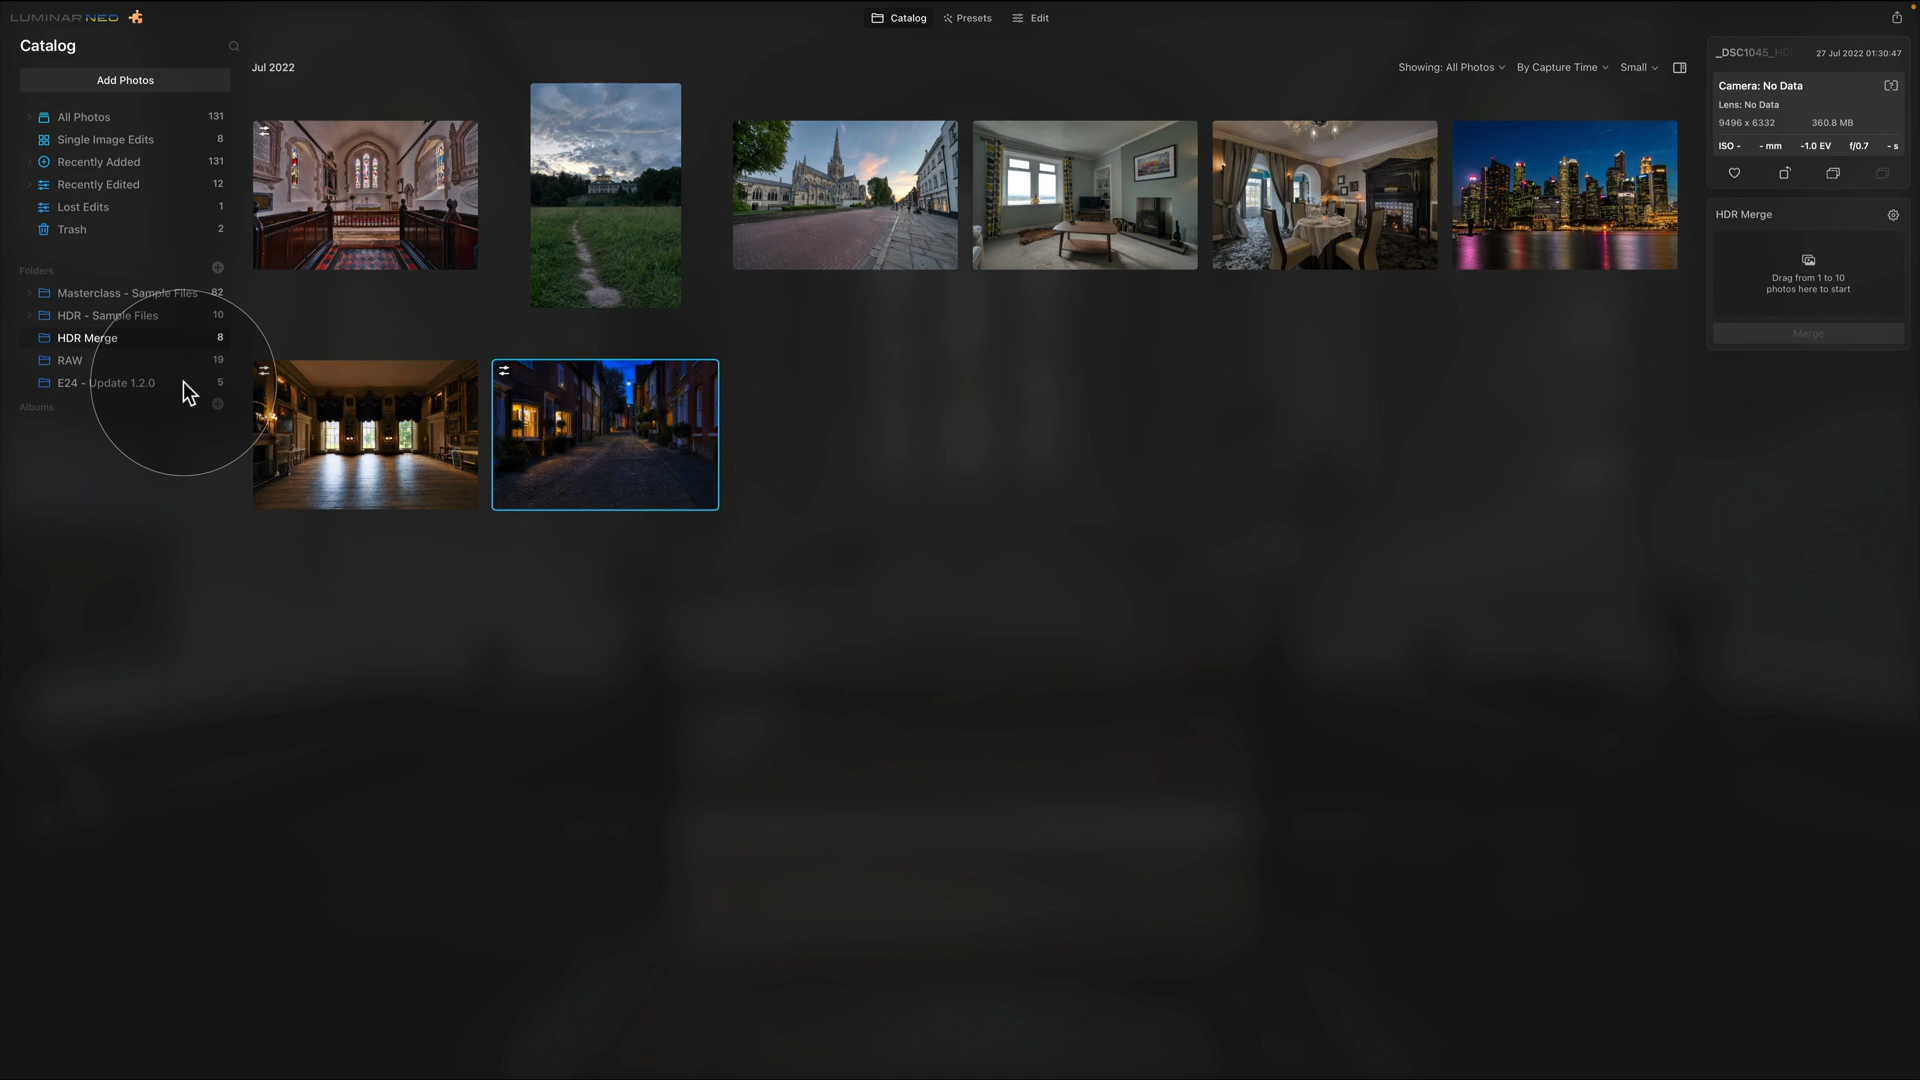 LUMINAR NEO
Catalog
Presets
Edit
Catalog
Add Photos
All Photos 131
Single Image Edits 8
Recently Added 131
Recently Edited 12
Lost Edits 1
Trash 2
Folders
Masterclass - Sample Files 82
HDR - Sample Files 10
HDR Merge 8
RAW 19
E24 - Update 1.2.0 5
Albums
Jul 2022
Showing: All Photos
By Capture Time
Small
_DSC1045_HD 27 Jul 2022 01:30:47
Camera: No Data
Lens: No Data
9496 x 6332 360.8 MB
ISO - - mm -1.0 EV f/0.7 - s
HDR Merge
Drag from 1 to 10
photos here to start
Merge